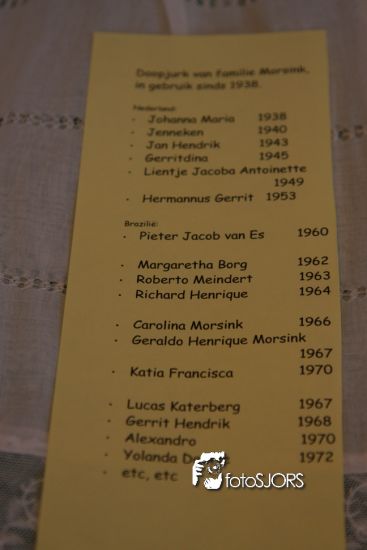 Doopjurk van familie Morsink,
in gebruik sinds 1938.
Nederland:
· Johanna Maria 1938
· Jenneken 1940
· Jan Hendrik 1943
· Gerritdina 1945
· Lientje Jacoba Antoinette
1949
· Hermannus Gerrit 1953
Brazilië:
· Pieter Jacob van Es 1960
· Margaretha Borg 1962
· Roberto Meindert 1963
· Richard Henrique 1964
· Carolina Morsink 1966
· Geraldo Henrique Morsink
1967
· Katia Francisca 1970
· Lucas Katerberg 1967
· Gerrit Hendrik 1968
· Alexandro 1970
· Yolanda 1972
· etc, etc
fotoSJORS